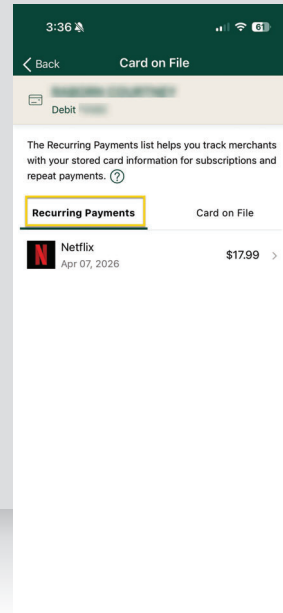 3:36
61
Back
Card on File
Debit
The Recurring Payments list helps you track merchants
with your stored card information for subscriptions and
repeat payments. ?
Recurring Payments
Card on File
N
Netflix
$17.99
Apr 07, 2026